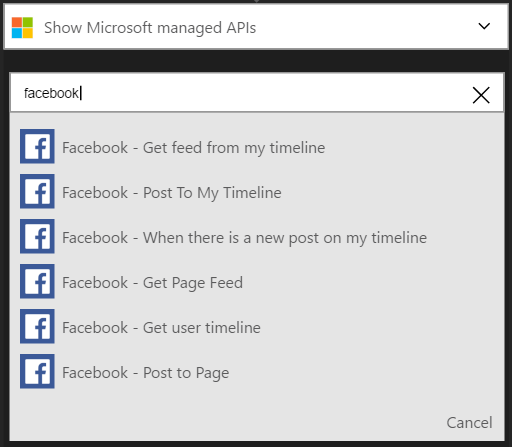 Show Microsoft managed APIs
facebook
Facebook - Get feed from my timeline
Facebook - Post To My Timeline
Facebook - When there is a new post on my timeline
Facebook - Get Page Feed
Facebook - Get user timeline
Facebook - Post to Page
Cancel